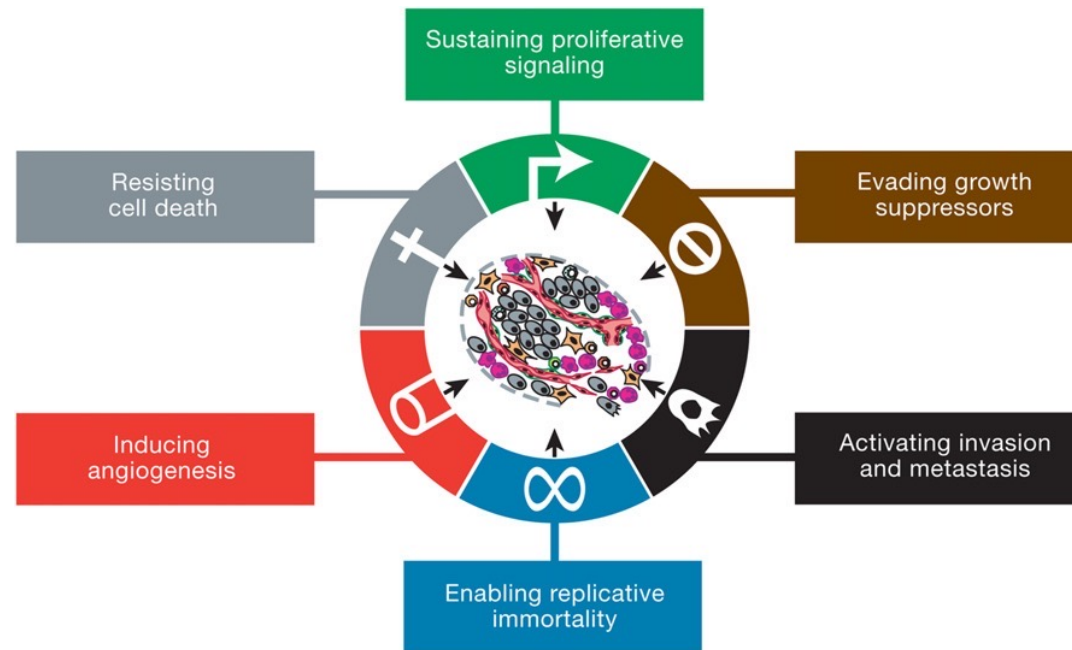 Sustaining proliferative
signaling
Resisting
cell death
Evading growth
suppressors
Inducing
angiogenesis
Activating invasion
and metastasis
Enabling replicative
immortality